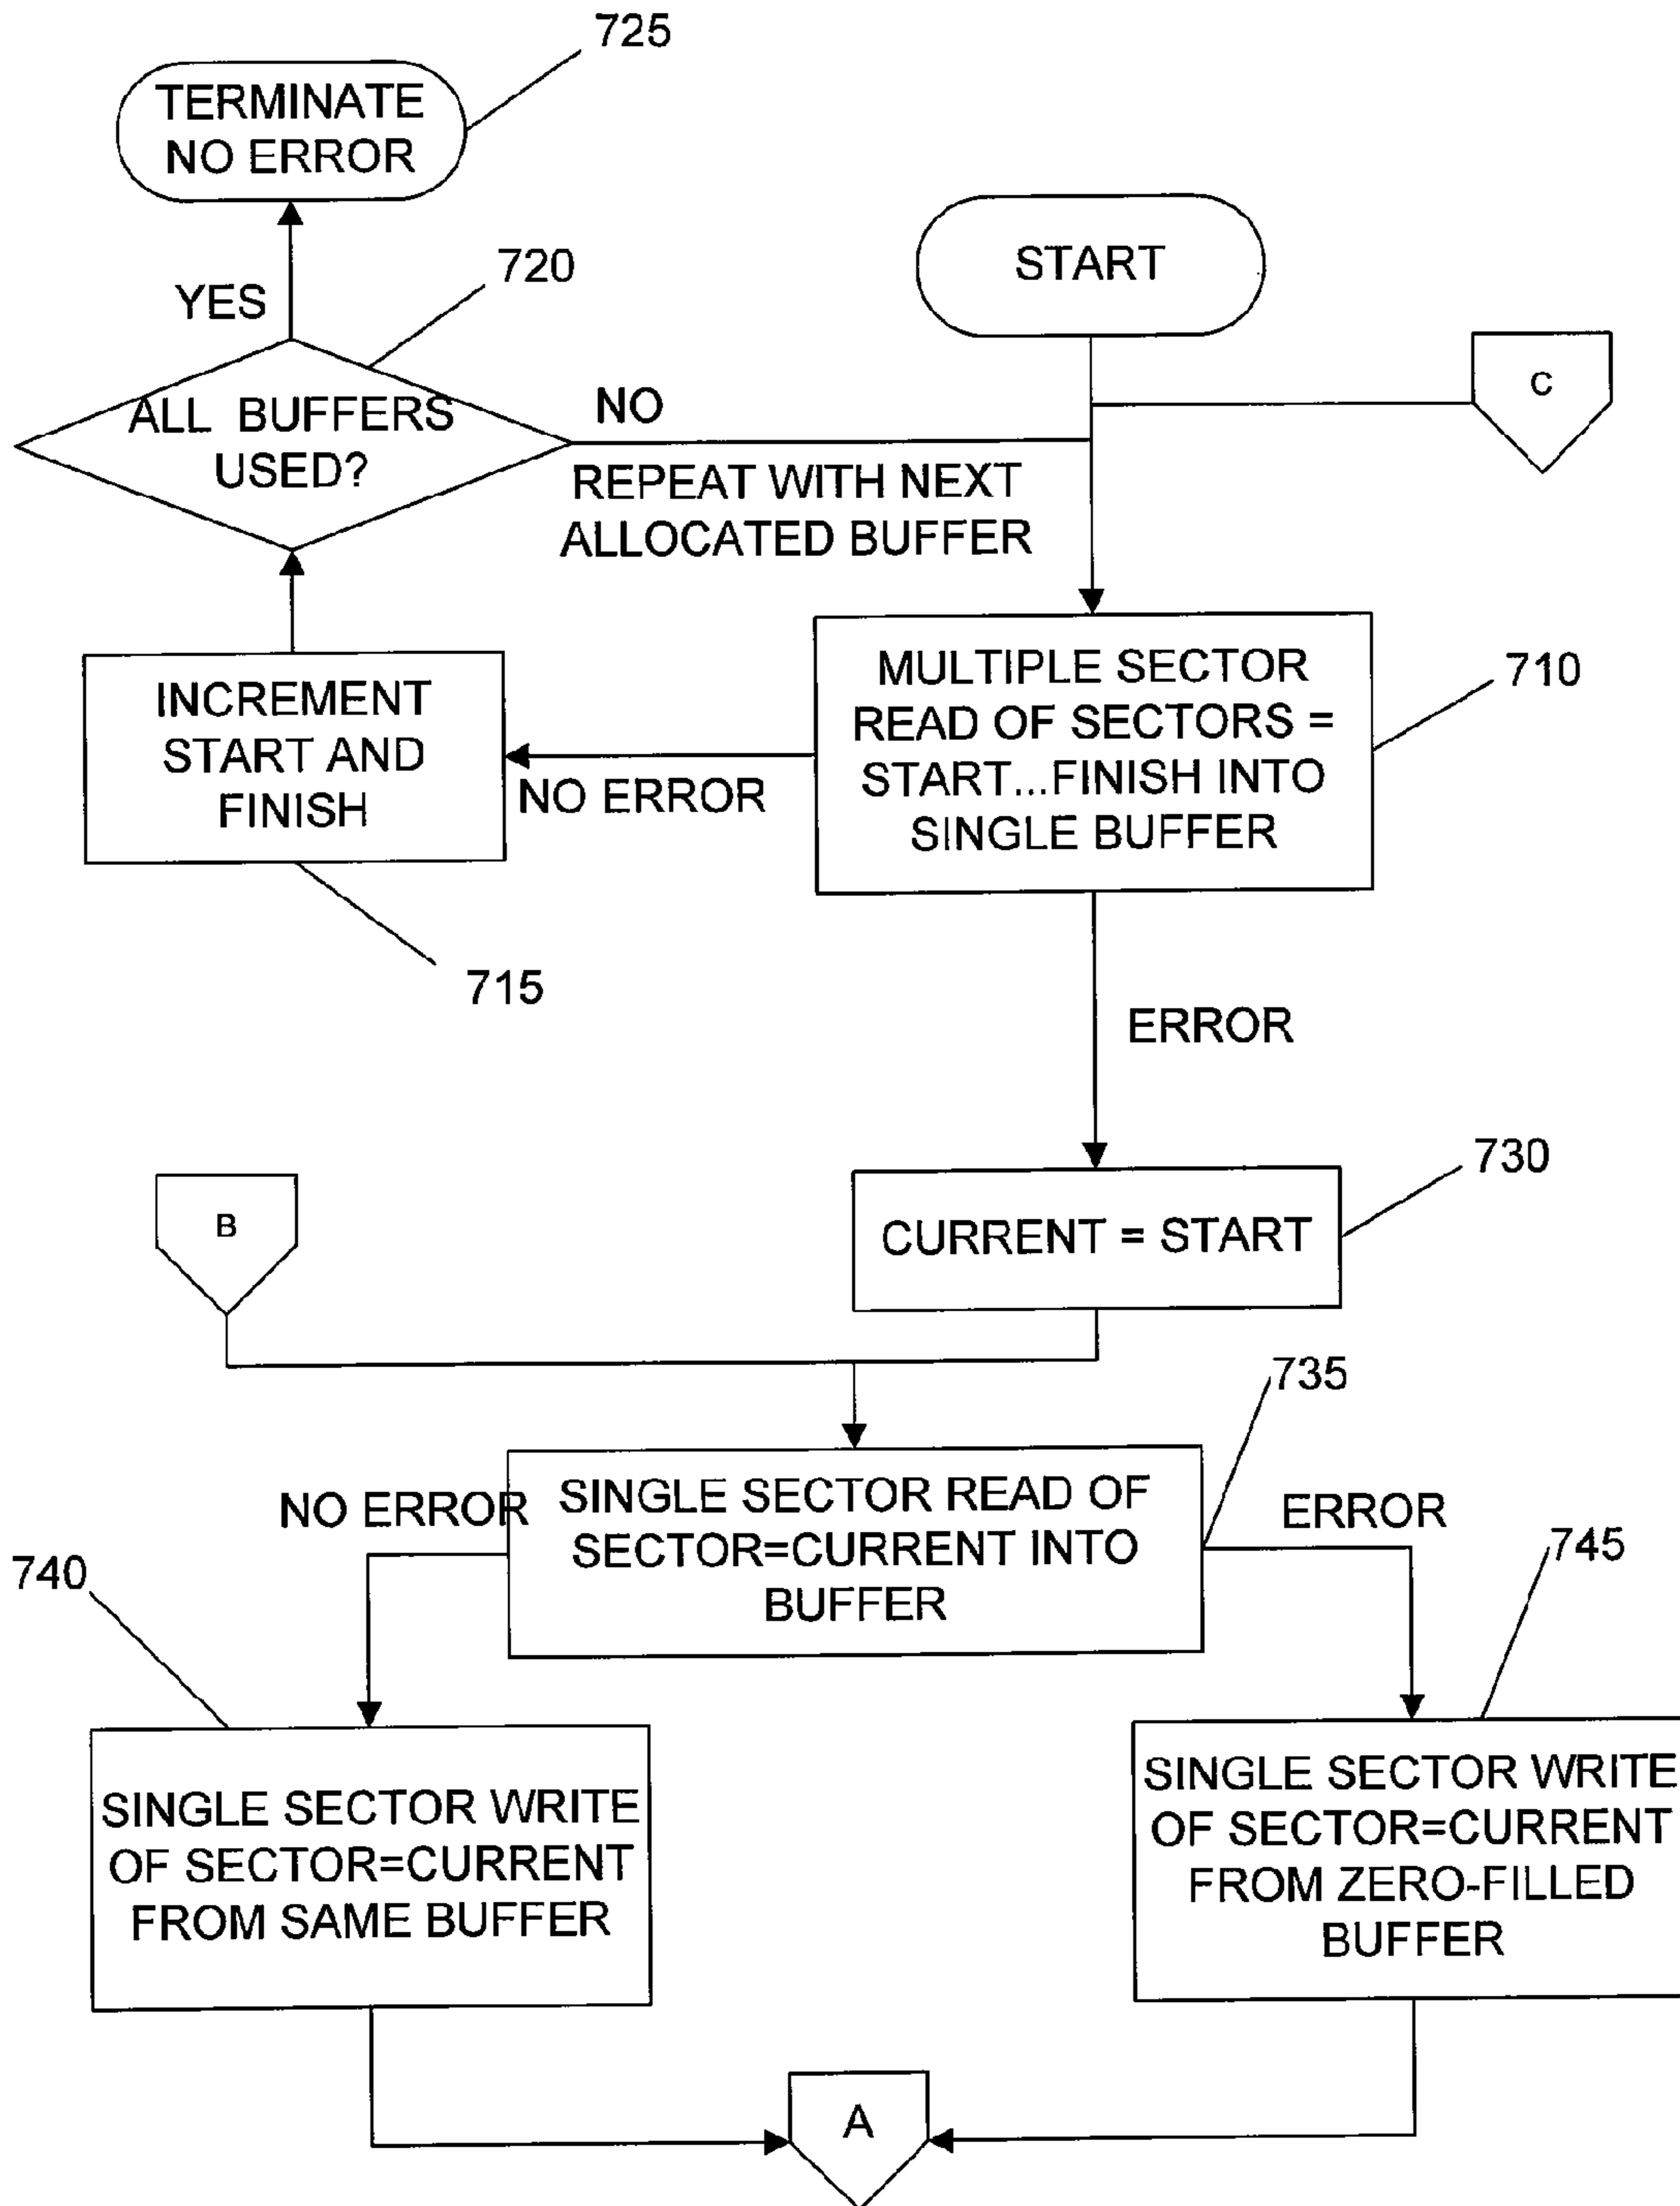 725
TERMINATE
NO ERROR
720
START
YES
C
ALL BUFFERS
USED?
NO
REPEAT WITH NEXT
ALLOCATED BUFFER
INCREMENT
START AND
FINISH
NO ERROR
MULTIPLE SECTOR
READ OF SECTORS =
START...FINISH INTO
SINGLE BUFFER
710
715
ERROR
730
B
CURRENT = START
735
NO ERROR
SINGLE SECTOR READ OF
SECTOR=CURRENT INTO
BUFFER
ERROR
740
745
SINGLE SECTOR WRITE
OF SECTOR=CURRENT
FROM SAME BUFFER
SINGLE SECTOR WRITE
OF SECTOR=CURRENT
FROM ZERO-FILLED
BUFFER
A